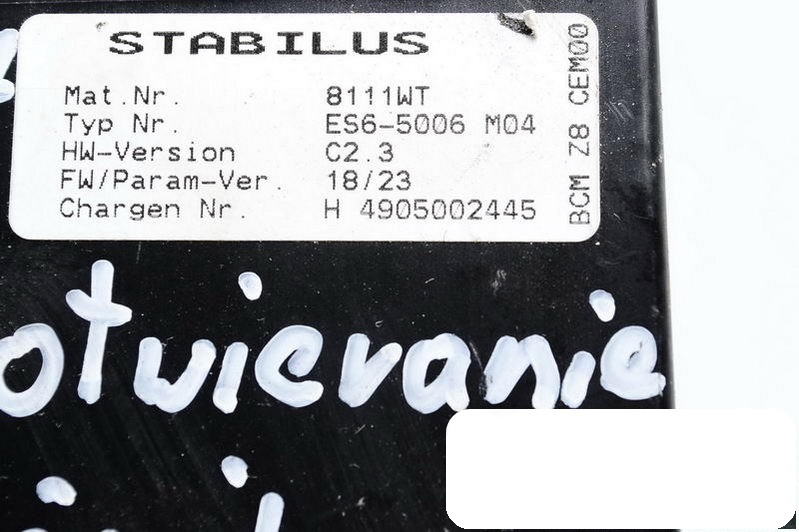 STABILUS
Mat.Nr. 8111WT
Typ Nr. ES6-5006 M04
HW-Version C2.3
FW/Param-Ver. 18/23
Chargen Nr. H 4905002445
BCM Z8 CEM00
otwieranie